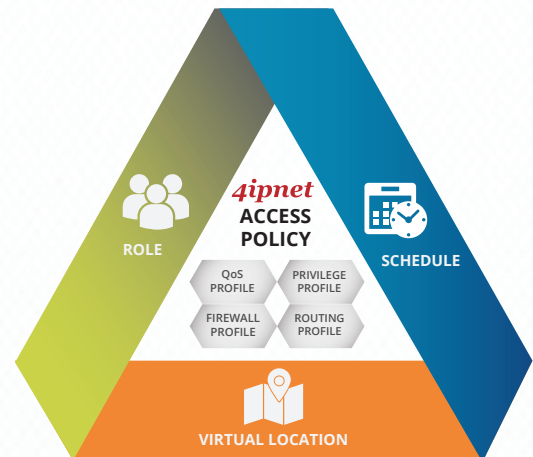 4ipnet
ACCESS
POLICY
ROLE
SCHEDULE
QoS
PROFILE
PRIVILEGE
PROFILE
FIREWALL
PROFILE
ROUTING
PROFILE
VIRTUAL LOCATION